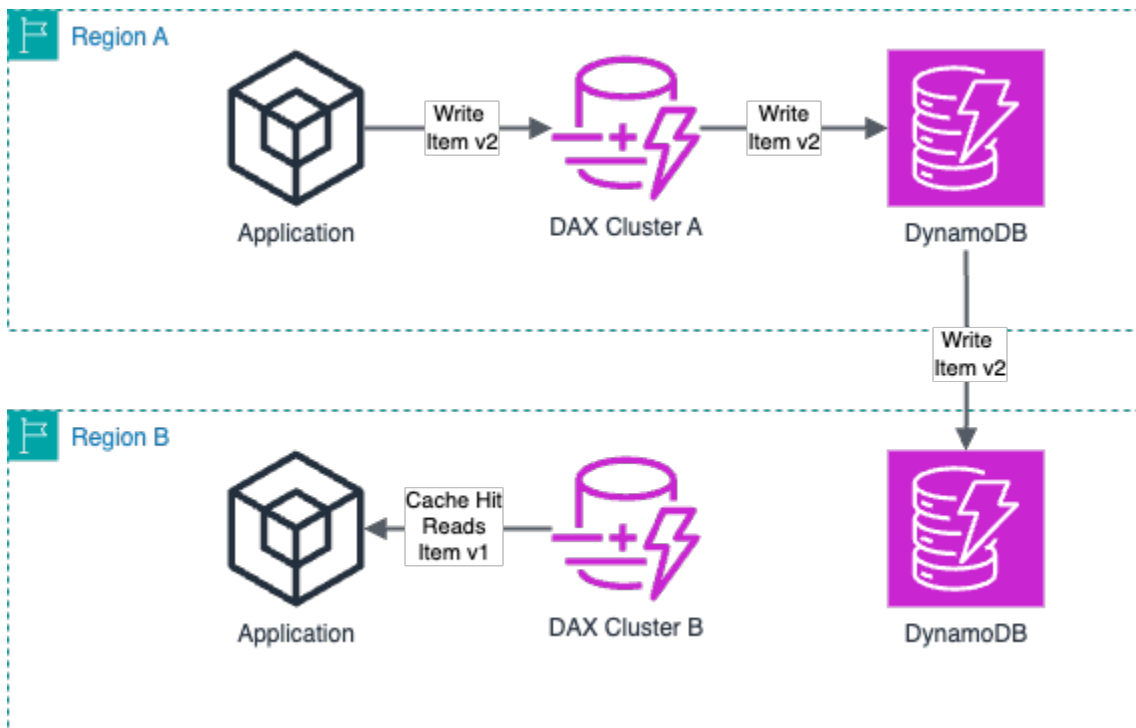 Region A
Write
Item v2
Write
Item v2
Application
DAX Cluster A
DynamoDB
Write
Item v2
Region B
Cache Hit
Reads
Item v1
Application
DAX Cluster B
DynamoDB